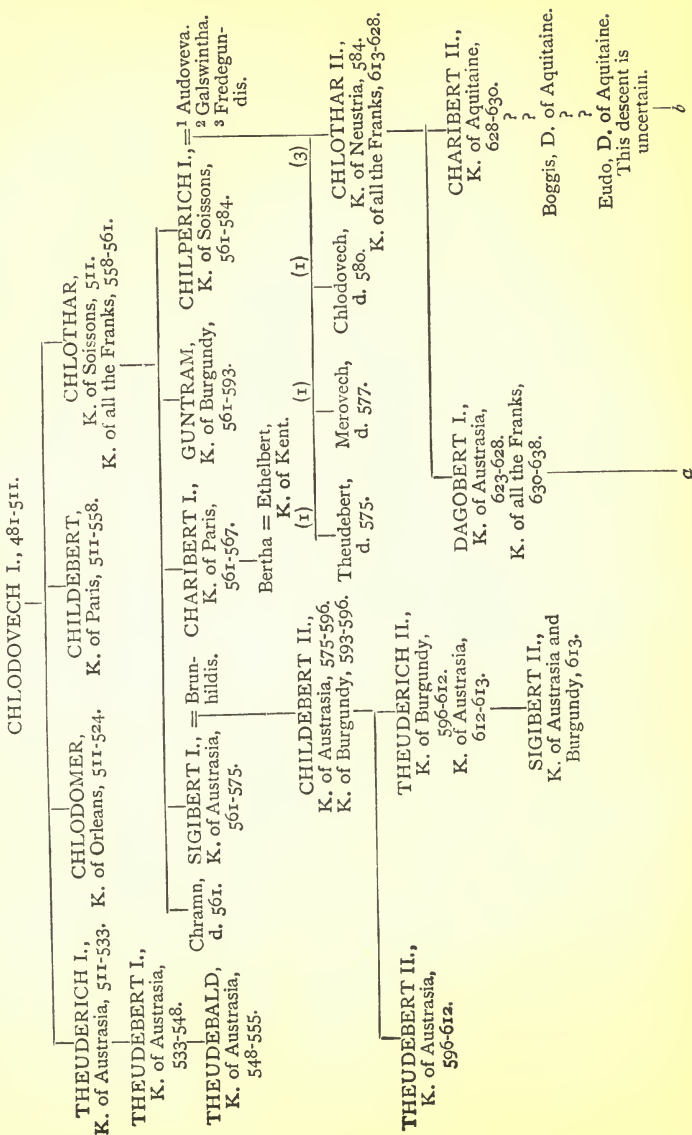 CHLODOVECH I., 481-511.
THEUDERICH I.,
K. of Austrasia, 511-533.
CHLODOMER,
K. of Orleans, 511-524.
CHILDEBERT,
K. of Paris, 511-558.
CHLOTHAR,
K. of Soissons, 511.
K. of all the Franks, 558-561.
THEUDEBERT I.,
K. of Austrasia,
533-548.
THEUDEBALD,
K. of Austrasia,
548-555.
Chramn,
d. 561.
SIGIBERT I., = Brun-
hildis.
K. of Austrasia,
561-575.
CHARIBERT I.,
K. of Paris,
561-567.
GUNTRAM,
K. of Burgundy,
561-593.
CHILPERICH I., = 1 Audoveva.
K. of Soissons,
561-584.
2 Galswintha.
3 Fredegun-
dis.
Bertha = Ethelbert,
K. of Kent.
(1)
(1)
(1)
(3)
Theudebert,
d. 575.
Merovech,
d. 577.
Chlodovech,
d. 580.
CHLOTHAR II.,
K. of Neustria, 584.
K. of all the Franks, 613-628.
CHILDEBERT II.,
K. of Austrasia, 575-596.
K. of Burgundy, 593-596.
THEUDEBERT II.,
K. of Austrasia,
596-612.
THEUDERICH II.,
K. of Burgundy,
596-612.
K. of Austrasia,
612-613.
SIGIBERT II.,
K. of Austrasia and
Burgundy, 613.
DAGOBERT I.,
K. of Austrasia,
623-628.
K. of all the Franks,
630-638.
a
CHARIBERT II.,
K. of Aquitaine,
628-630.
?
?
Boggis, D. of Aquitaine.
?
?
Eudo, D. of Aquitaine.
This descent is
uncertain.
b